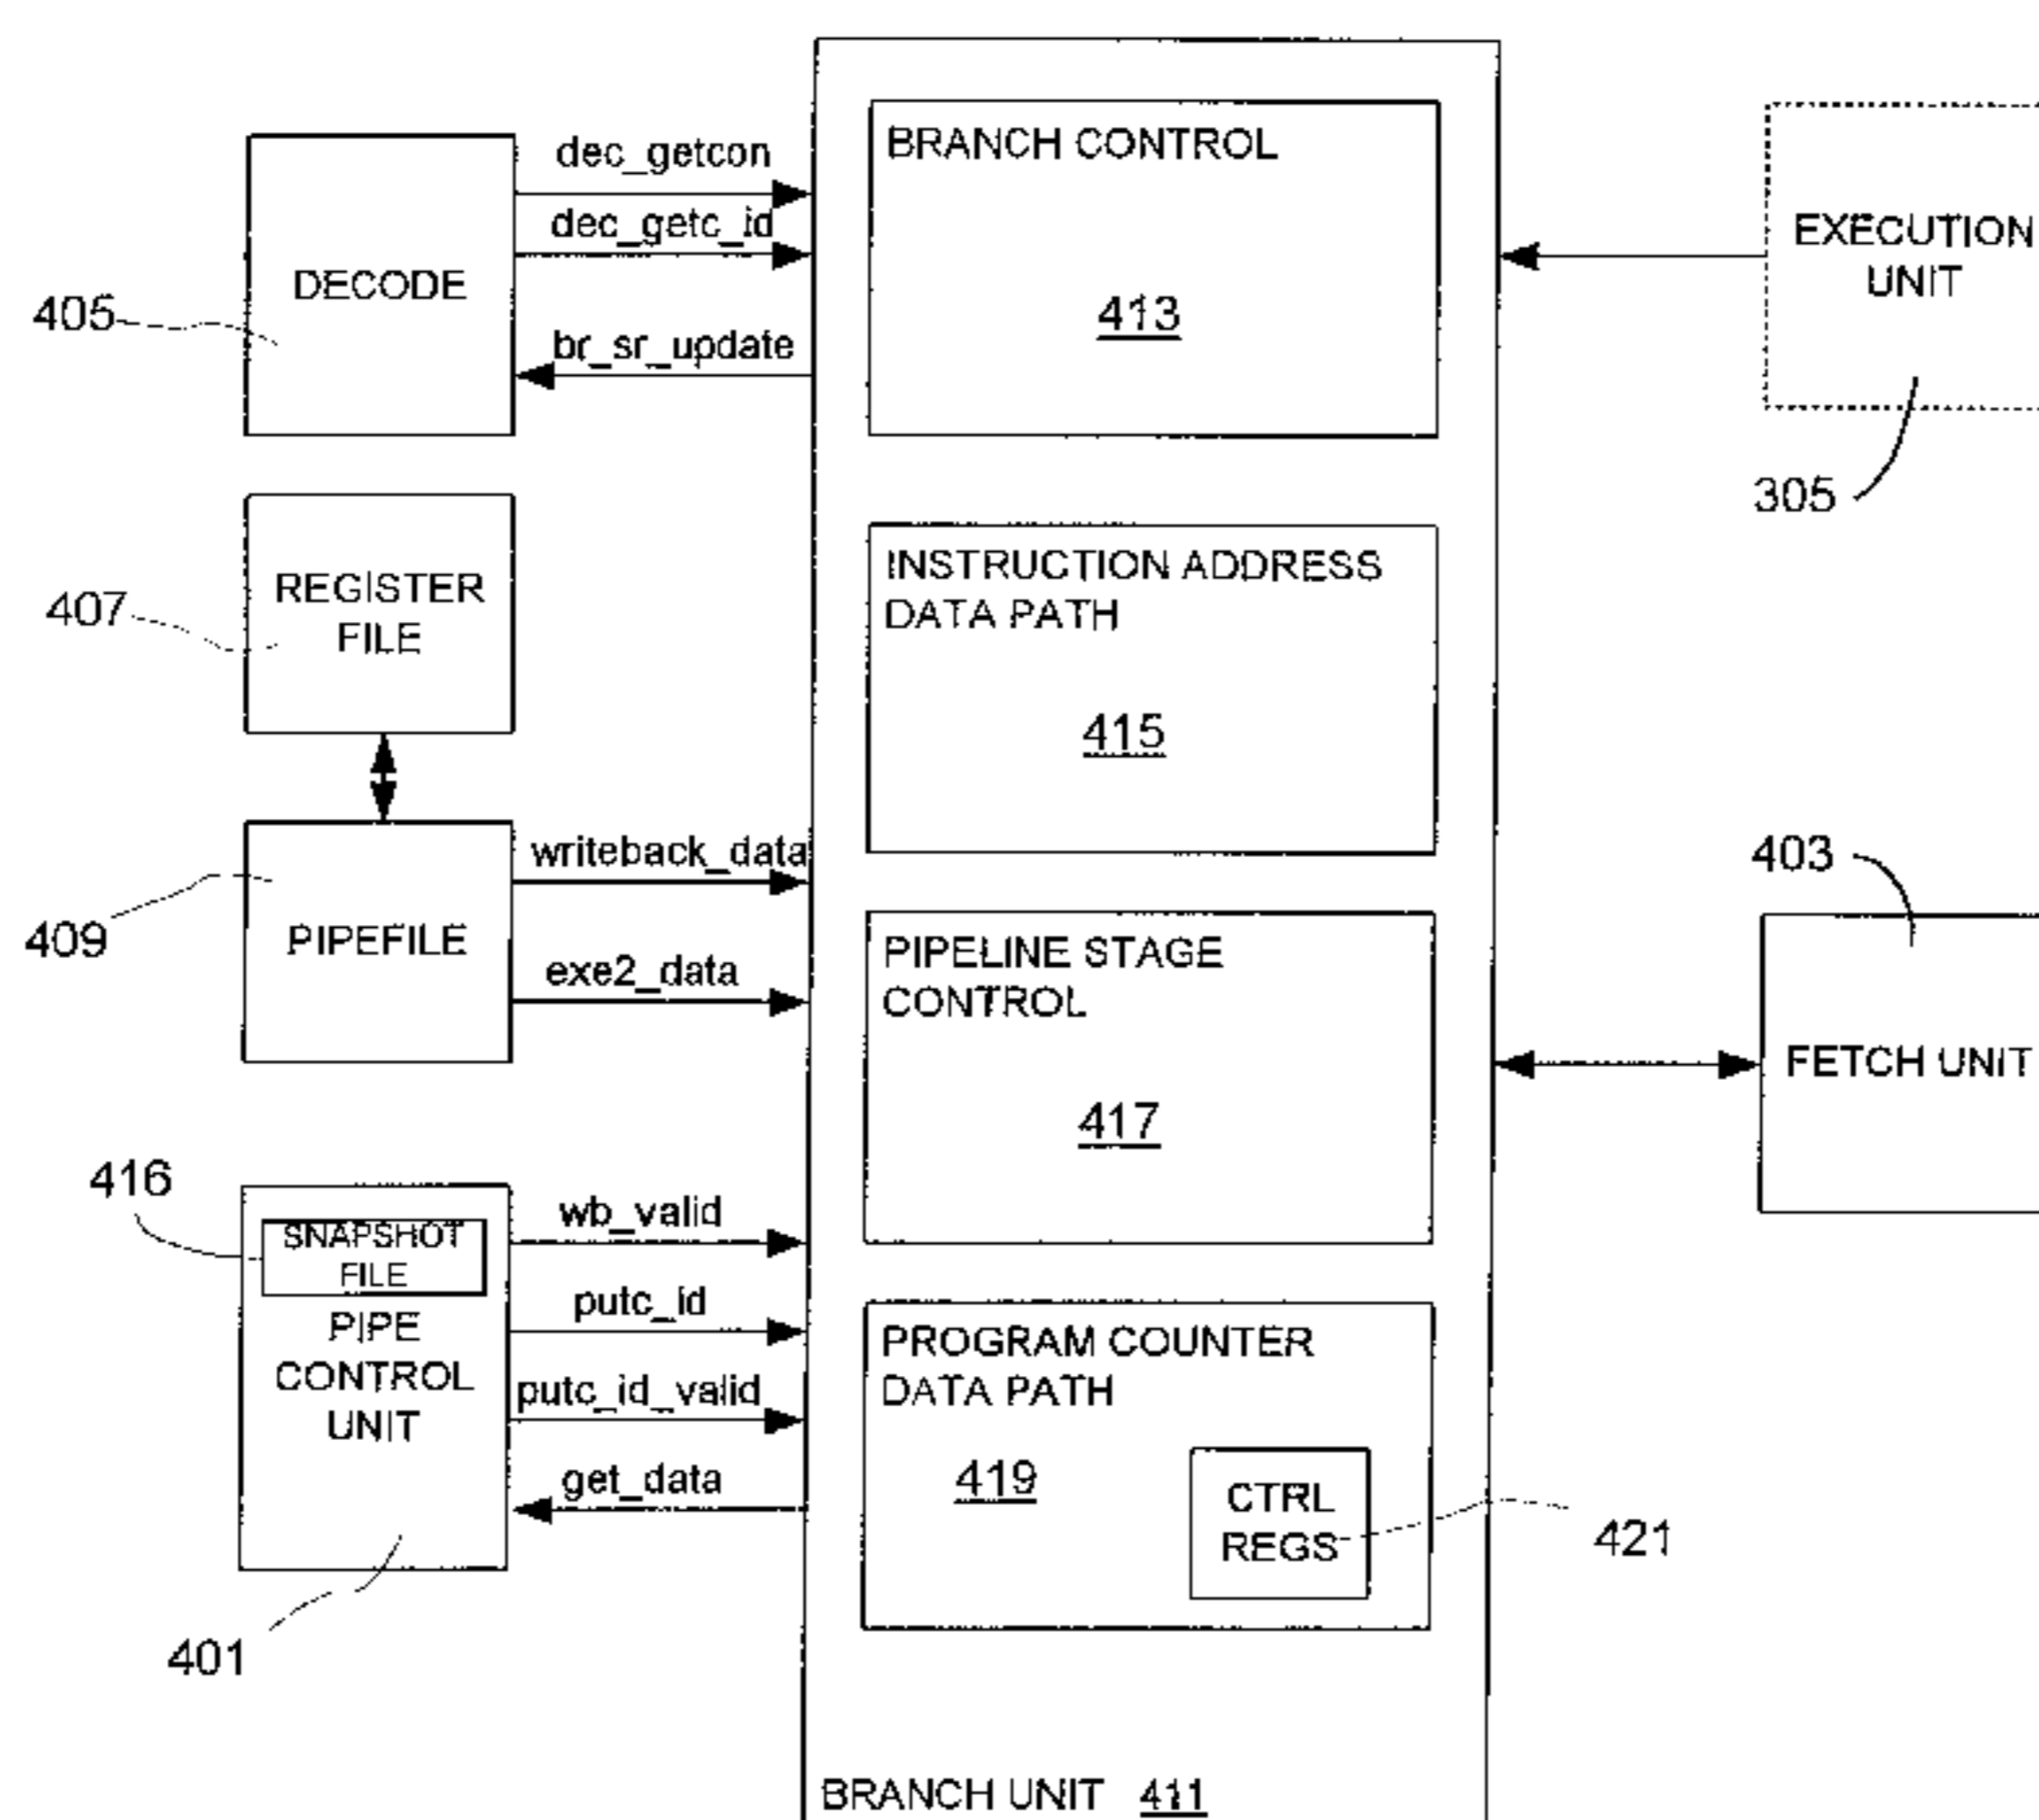 dec_getcon
dec_getc_id
br_sr_update
DECODE
405
REGISTER
FILE
407
writeback_data
exe2_data
PIPEFILE
409
416
SNAPSHOT
FILE
PIPE
CONTROL
UNIT
wb_valid
putc_id
putc_id_valid
get_data
401
BRANCH CONTROL
413
INSTRUCTION ADDRESS
DATA PATH
415
PIPELINE STAGE
CONTROL
417
PROGRAM COUNTER
DATA PATH
419
CTRL
REGS
421
BRANCH UNIT 411
EXECUTION
UNIT
305
403
FETCH UNIT